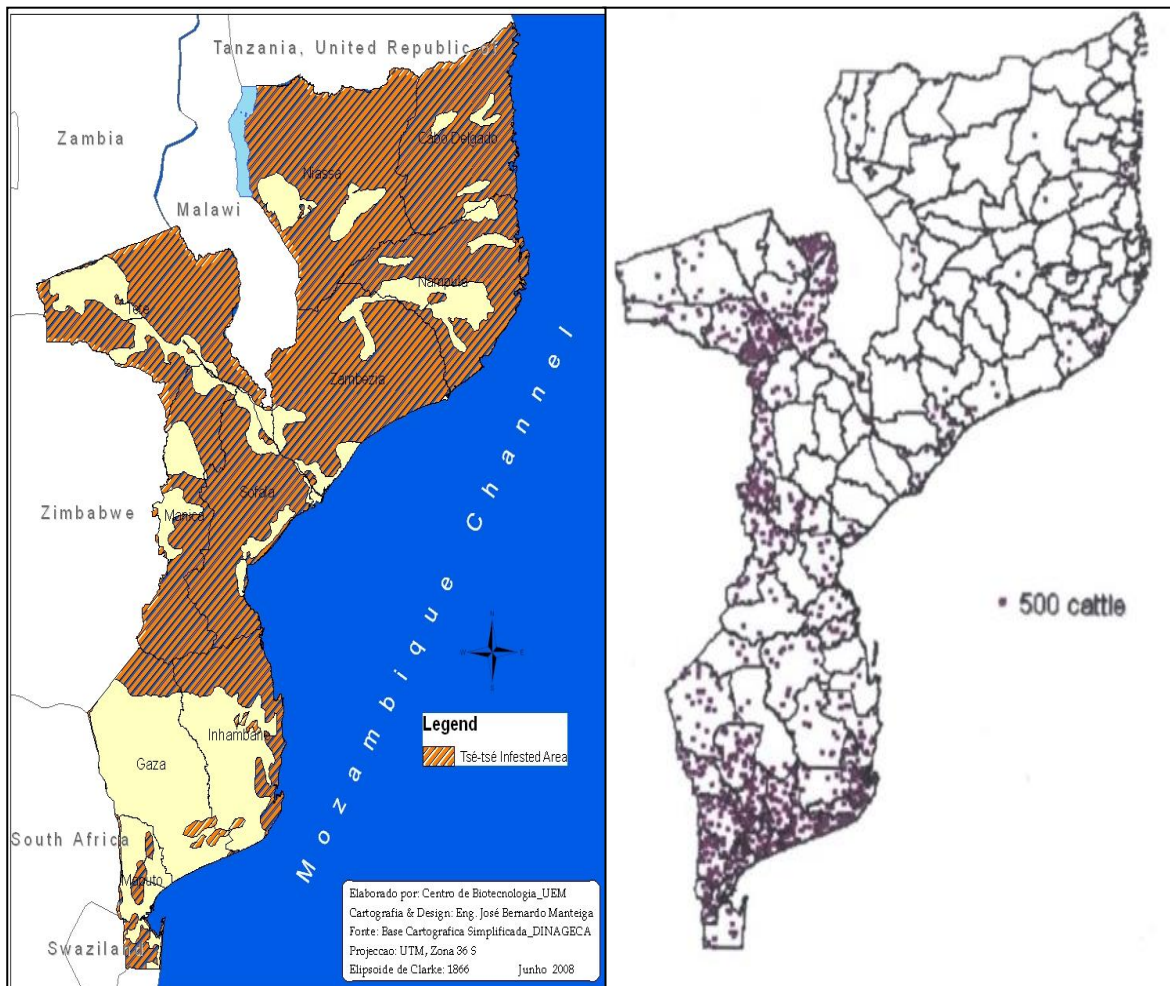 Tanzania, United Republic of
Zambia
Cabo Delgado
Niassa
Malawi
Nampula
Tete
Zambezia
Sofala
Zimbabwe
Manica
Mozambique Channel
Inhambane
Gaza
South Africa
Maputo
Swaziland
Legend
Tsé-tsé Infested Area
Elaborado por: Centro de Biotecnologia_UEM
Cartografia & Design: Eng. José Bernardo Manteiga
Fonte: Base Cartografica Simplificada_DINAGECA
Projeccao: UTM, Zona 36 S
Elipsoide de Clarke: 1866 Junho 2008
500 cattle